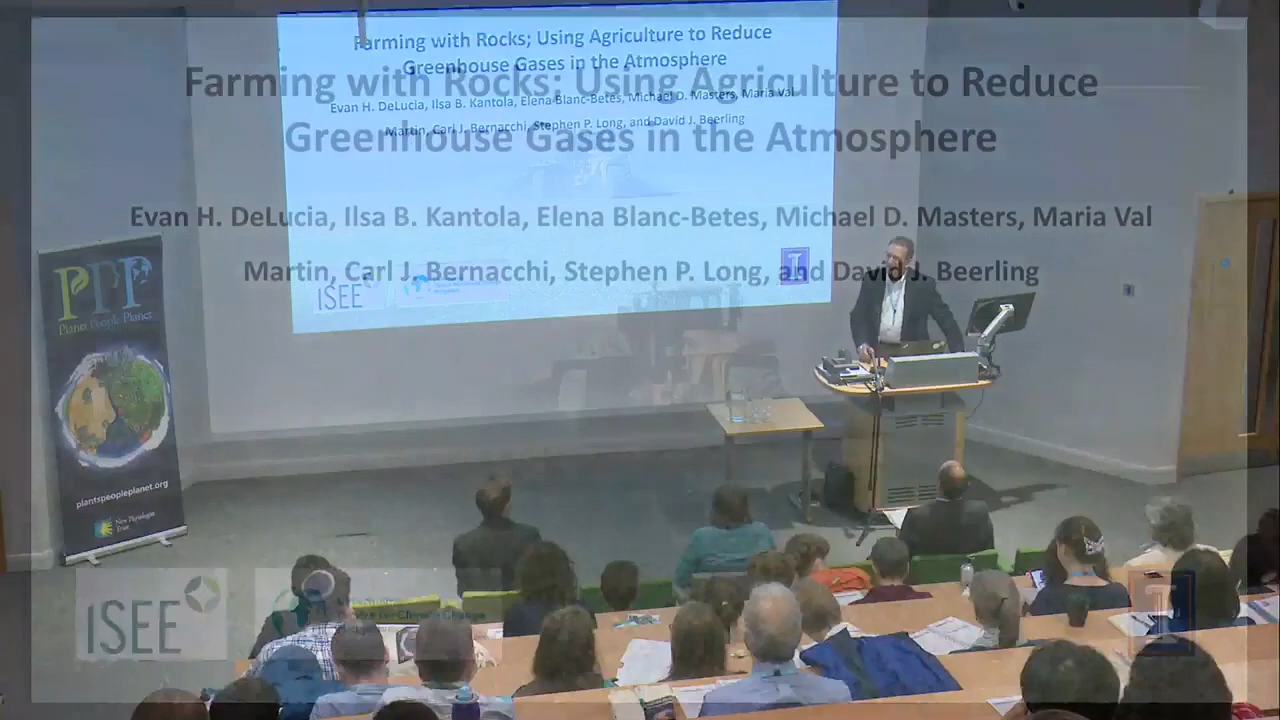 Farming with Rocks; Using Agriculture to Reduce
Greenhouse Gases in the Atmosphere
Evan H. DeLucia, Ilsa B. Kantola, Elena Blanc-Betes, Michael D. Masters, Maria Val
Martin, Carl J. Bernacchi, Stephen P. Long, and David J. Beerling
ISEE
Farming with Rocks; Using Agriculture to Reduce
Greenhouse Gases in the Atmosphere
Evan H. DeLucia, Ilsa B. Kantola, Elena Blanc-Betes, Michael D. Masters, Maria Val
Martin, Carl J. Bernacchi, Stephen P. Long, and David J. Beerling
ISEE
I
PPP
Plants People Planet
plantspeopleplanet.org
New Phytologist
Trust
I